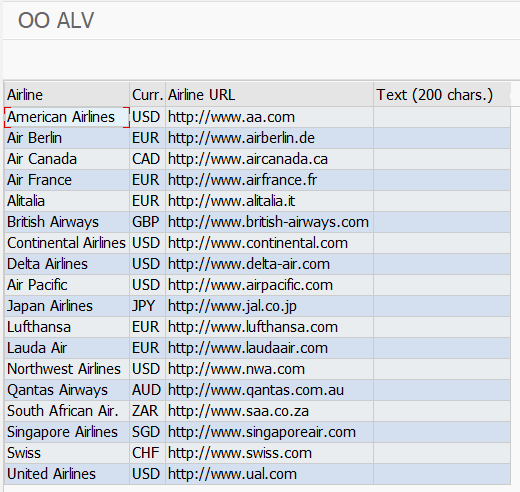 OO ALV
Airline Curr. Airline URL Text (200 chars.)
American Airlines USD http://www.aa.com
Air Berlin EUR http://www.airberlin.de
Air Canada CAD http://www.aircanada.ca
Air France EUR http://www.airfrance.fr
Alitalia EUR http://www.alitalia.it
British Airways GBP http://www.british-airways.com
Continental Airlines USD http://www.continental.com
Delta Airlines USD http://www.delta-air.com
Air Pacific USD http://www.airpacific.com
Japan Airlines JPY http://www.jal.co.jp
Lufthansa EUR http://www.lufthansa.com
Lauda Air EUR http://www.laudaair.com
Northwest Airlines USD http://www.nwa.com
Qantas Airways AUD http://www.qantas.com.au
South African Air. ZAR http://www.saa.co.za
Singapore Airlines SGD http://www.singaporeair.com
Swiss CHF http://www.swiss.com
United Airlines USD http://www.ual.com